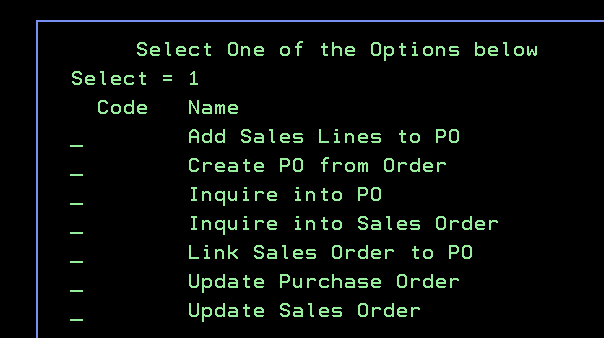 Select One of the Options below
Select = 1
Code Name
_ Add Sales Lines to PO
_ Create PO from Order
_ Inquire into PO
_ Inquire into Sales Order
_ Link Sales Order to PO
_ Update Purchase Order
_ Update Sales Order